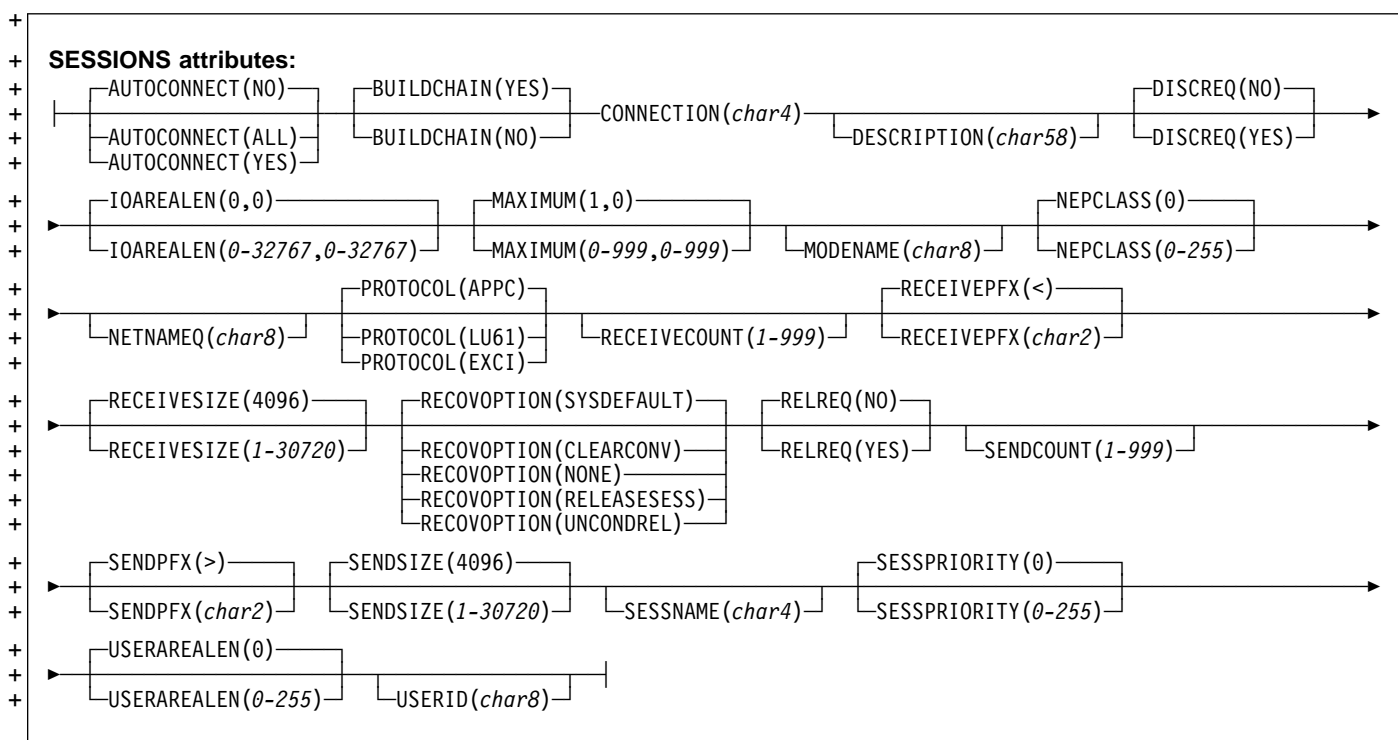 +
+ SESSIONS attributes:
+ AUTOCONNECT(NO) BUILDCHAIN(YES) DISCREQ(NO)
+ CONNECTION(char4)
+ AUTOCONNECT(ALL) BUILDCHAIN(NO) DESCRIPTION(char58) DISCREQ(YES)
+ AUTOCONNECT(YES)
+ IOAREALEN(0,0) MAXIMUM(1,0) NEPCLASS(0)
+
+ IOAREALEN(0-32767,0-32767) MAXIMUM(0-999,0-999) MODENAME(char8) NEPCLASS(0-255)
+ PROTOCOL(APPC) RECEIVEPFX(<)
+
+ NETNAMEQ(char8) PROTOCOL(LU61) RECEIVECOUNT(1-999) RECEIVEPFX(char2)
+ PROTOCOL(EXCI)
+ RECEIVESIZE(4096) RECOVOPTION(SYSDEFAULT) RELREQ(NO)
+
+ RECEIVESIZE(1-30720) RECOVOPTION(CLEARCONV) RELREQ(YES) SENDCOUNT(1-999)
+ RECOVOPTION(NONE)
+ RECOVOPTION(RELEASESESS)
+ RECOVOPTION(UNCONDREL)
+ SENDPFX(>) SENDSIZE(4096) SESSPRIORITY(0)
+
+ SENDPFX(char2) SENDSIZE(1-30720) SESSNAME(char4) SESSPRIORITY(0-255)
+ USERAREALEN(0)
+
+ USERAREALEN(0-255) USERID(char8)